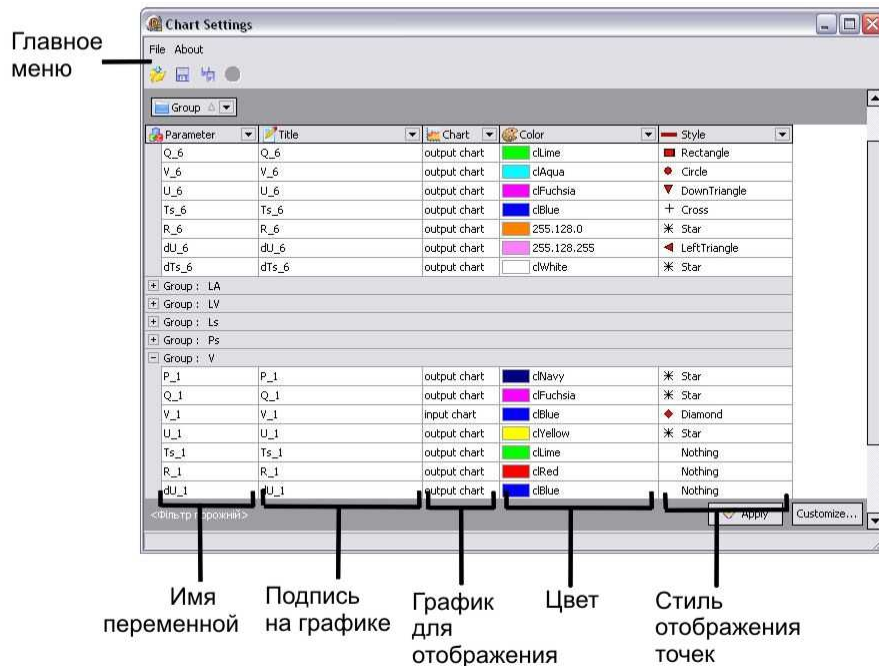 Chart Settings
Главное
меню
File About
Group
Parameter Title Chart Color Style
Q_6 Q_6 output chart clLime Rectangle
V_6 V_6 output chart clAqua Circle
U_6 U_6 output chart clFuchsia DownTriangle
Ts_6 Ts_6 output chart clBlue Cross
R_6 R_6 output chart 255.128.0 Star
dU_6 dU_6 output chart 255.128.255 LeftTriangle
dTs_6 dTs_6 output chart clWhite Star
Group : LA
Group : LV
Group : Ls
Group : Ps
Group : V
P_1 P_1 output chart clNavy Star
Q_1 Q_1 output chart clFuchsia Star
V_1 V_1 input chart clBlue Diamond
U_1 U_1 output chart clYellow Star
Ts_1 Ts_1 output chart clLime Nothing
R_1 R_1 output chart clRed Nothing
dU_1 dU_1 output chart clBlue Nothing
<Фільтр порожній> Apply Customize...
Имя
переменной
Подпись
на графике
График
для
отображения
Цвет
Стиль
отображения
точек